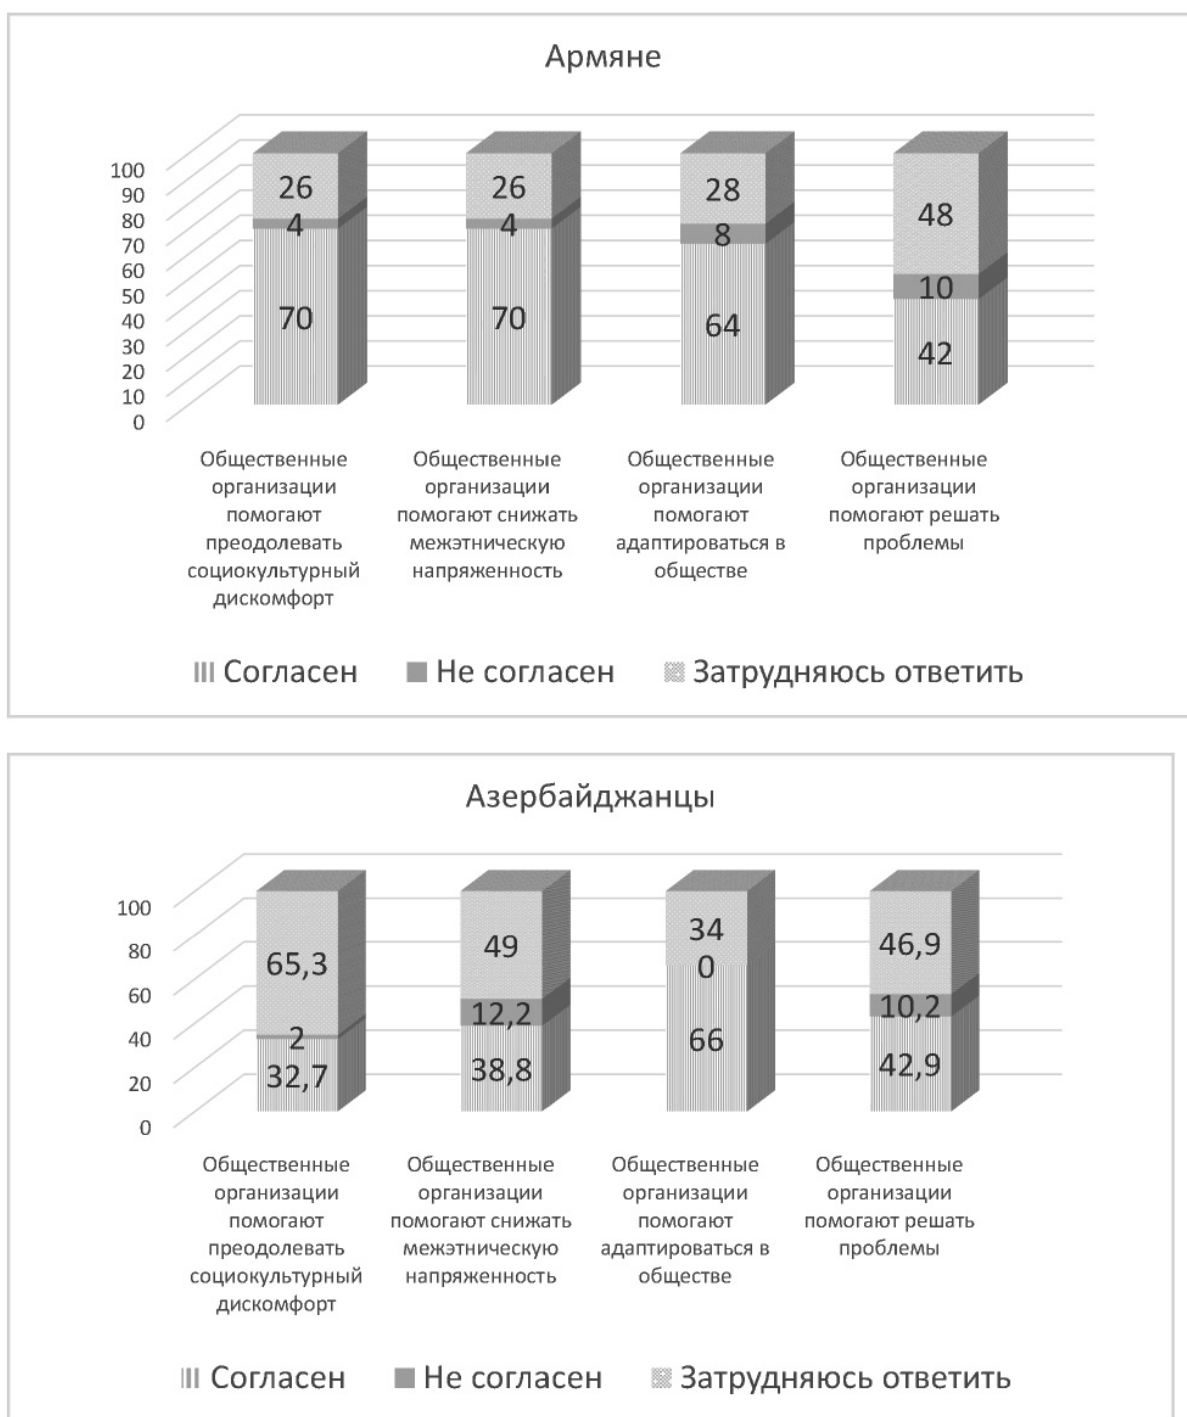 Армяне
100
90
80
70
60
50
40
30
20
10
0
26
26
28
48
4
4
8
10
70
70
64
42
Общественные
организации
помогают
преодолевать
социокультурный
дискомфорт
Общественные
организации
помогают снижать
межэтническую
напряженность
Общественные
организации
помогают
адаптироваться в
обществе
Общественные
организации
помогают решать
проблемы
Согласен Не согласен Затрудняюсь ответить
Азербайджанцы
100
80
60
40
20
0
65,3
49
34
46,9
2
12,2
0
10,2
32,7
38,8
66
42,9
Общественные
организации
помогают
преодолевать
социокультурный
дискомфорт
Общественные
организации
помогают снижать
межэтническую
напряженность
Общественные
организации
помогают
адаптироваться в
обществе
Общественные
организации
помогают решать
проблемы
Согласен Не согласен Затрудняюсь ответить